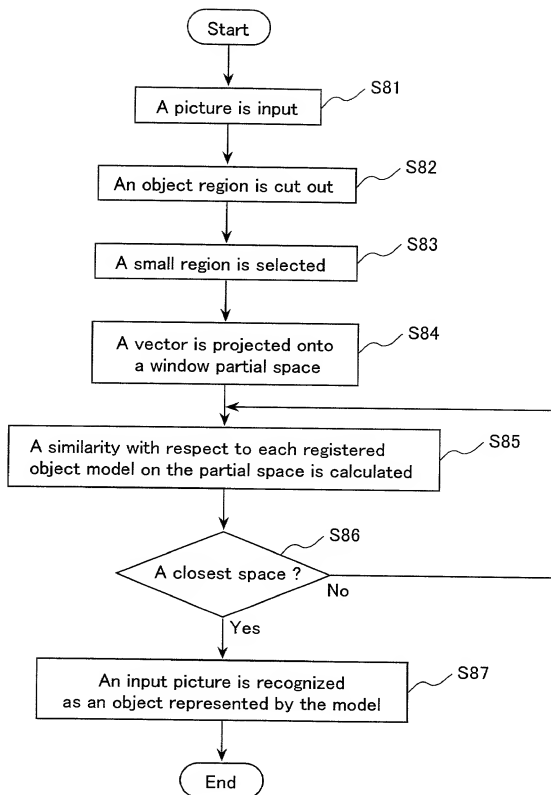 Start
S81
A picture is input
S82
An object region is cut out
S83
A small region is selected
S84
A vector is projected onto
a window partial space
S85
A similarity with respect to each registered
object model on the partial space is calculated
S86
A closest space ?
No
Yes
S87
An input picture is recognized
as an object represented by the model
End